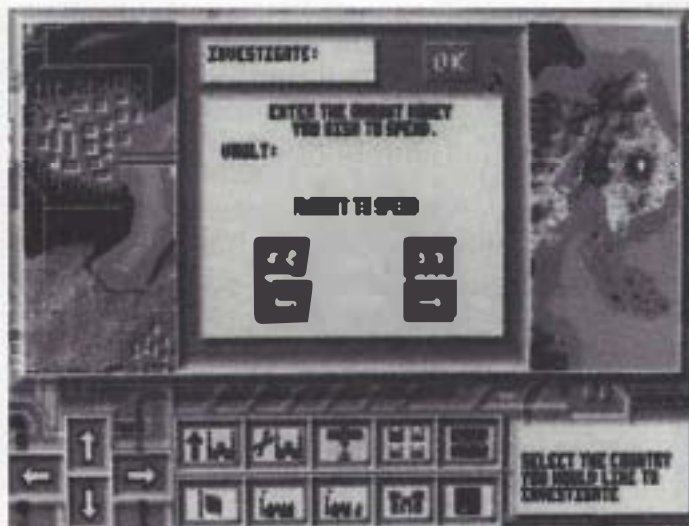 INVESTIGATE:
OK
ENTER THE AMOUNT MONEY
YOU WISH TO SPEND.
VAULT:
AMOUNT TO SPEND
SELECT THE COUNTRY
YOU WOULD LIKE TO
INVESTIGATE